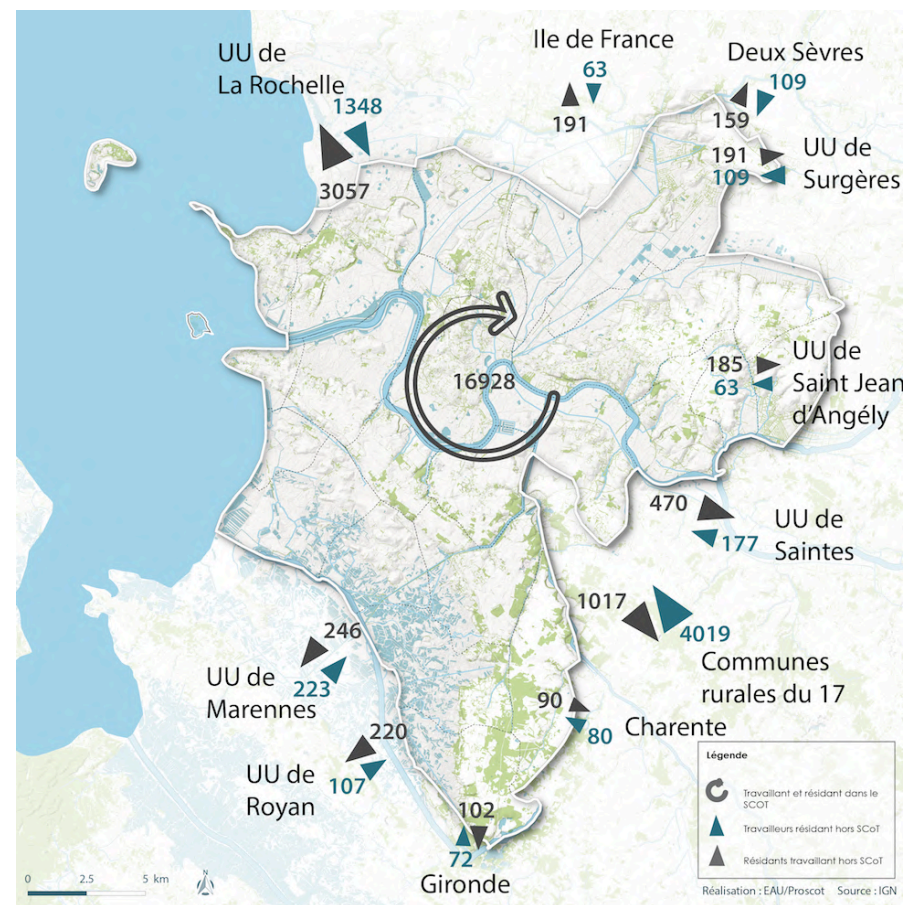 UU de
La Rochelle
1348
3057
Ile de France
63
191
Deux Sèvres
109
159
191
109
UU de
Surgères
16928
185
63
UU de
Saint Jean
d'Angély
470
177
UU de
Saintes
1017
4019
Communes
rurales du 17
246
223
UU de
Marennes
220
107
UU de
Royan
90
80
Charente
102
72
Gironde
Légende
Travaillant et résidant dans le
SCOT
Travailleurs résidant hors SCoT
Résidants travaillant hors SCoT
0 2.5 5 km
N
Réalisation : EAU/Proscot Source : IGN